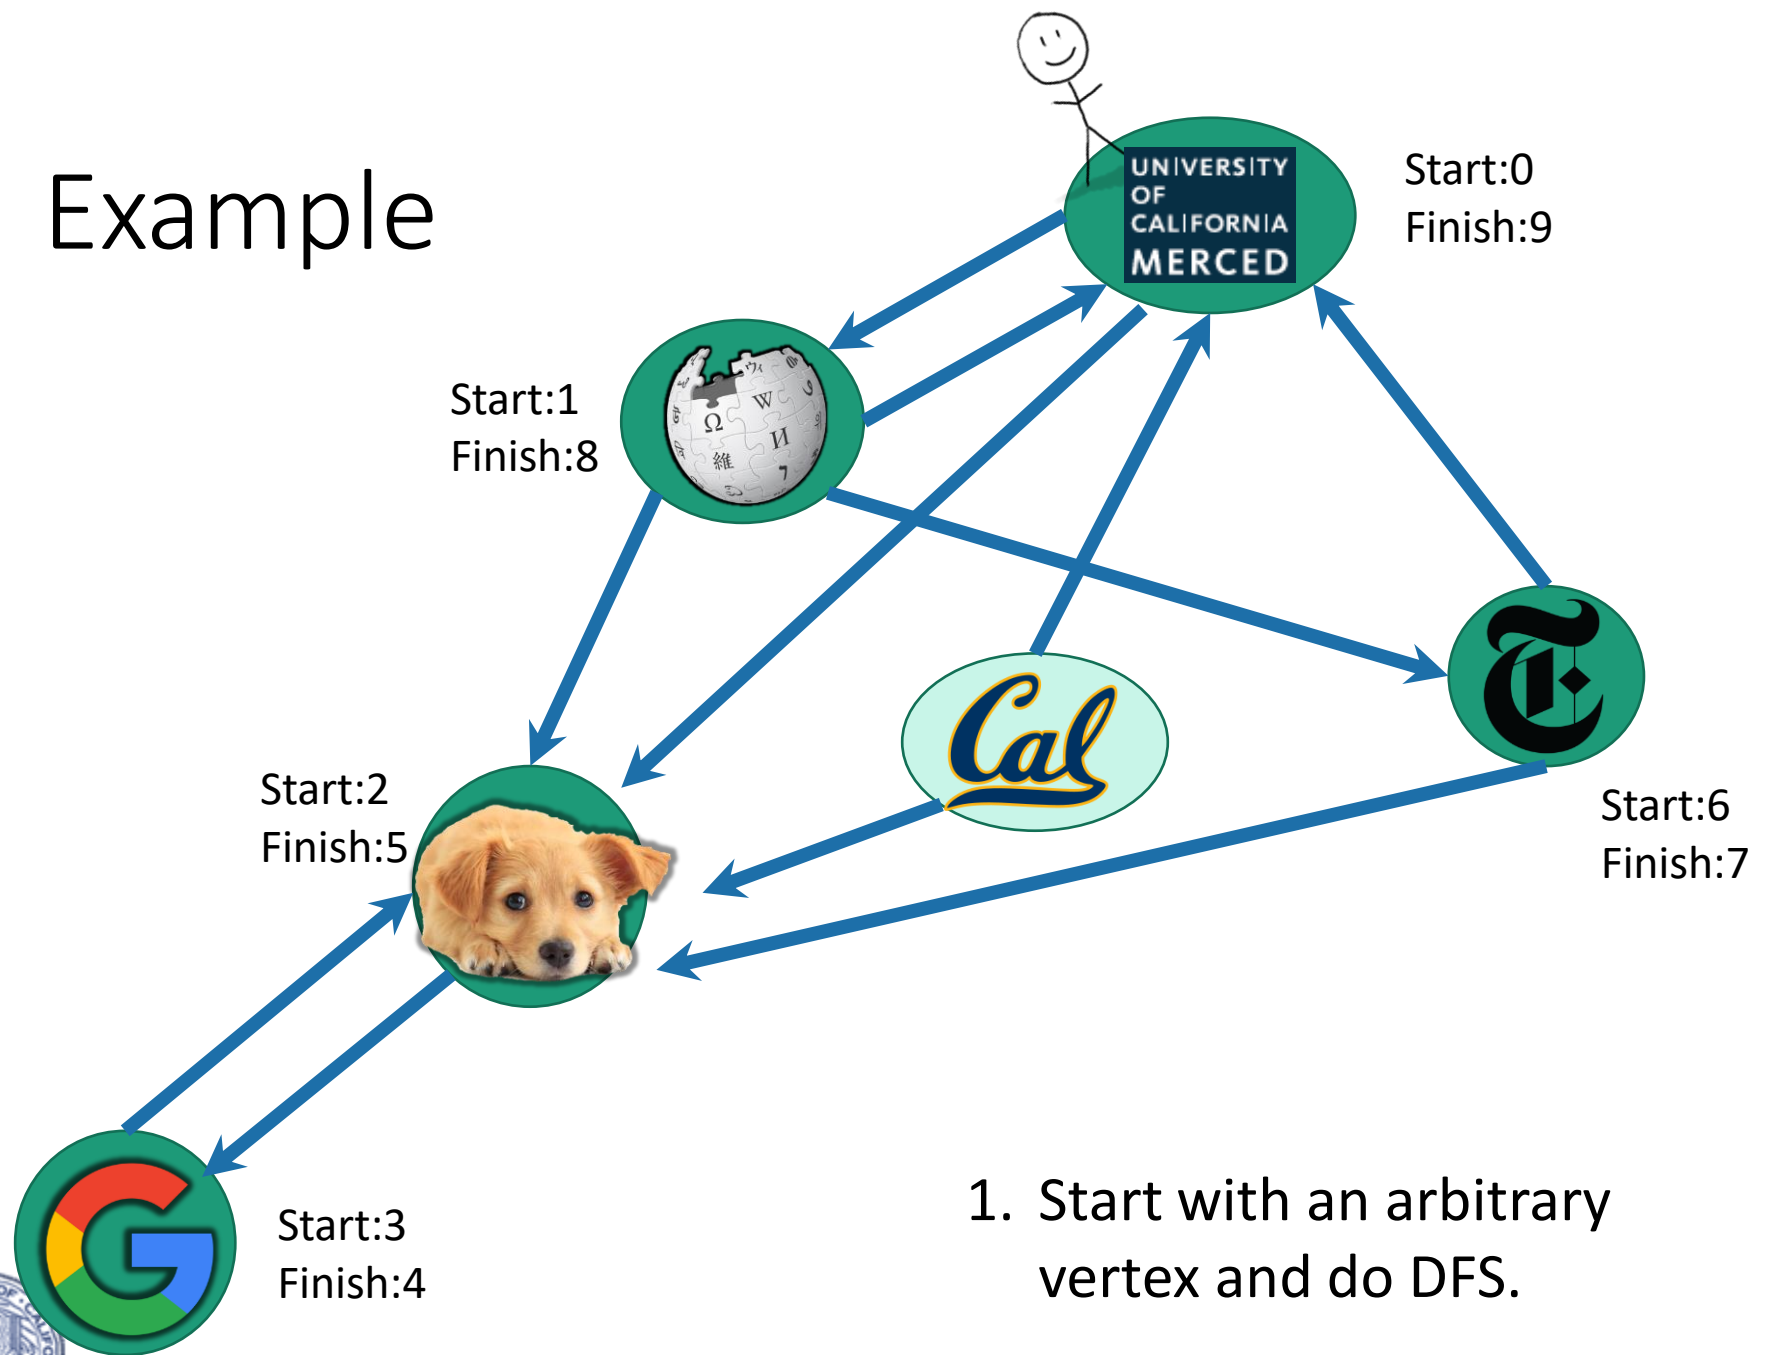 Example
UNIVERSITY
OF
CALIFORNIA
MERCED
Start:0
Finish:9
Start:1
Finish:8
Ω
W
И
維
Cal
T
Start:2
Finish:5
Start:6
Finish:7
G
Start:3
Finish:4
1. Start with an arbitrary
vertex and do DFS.